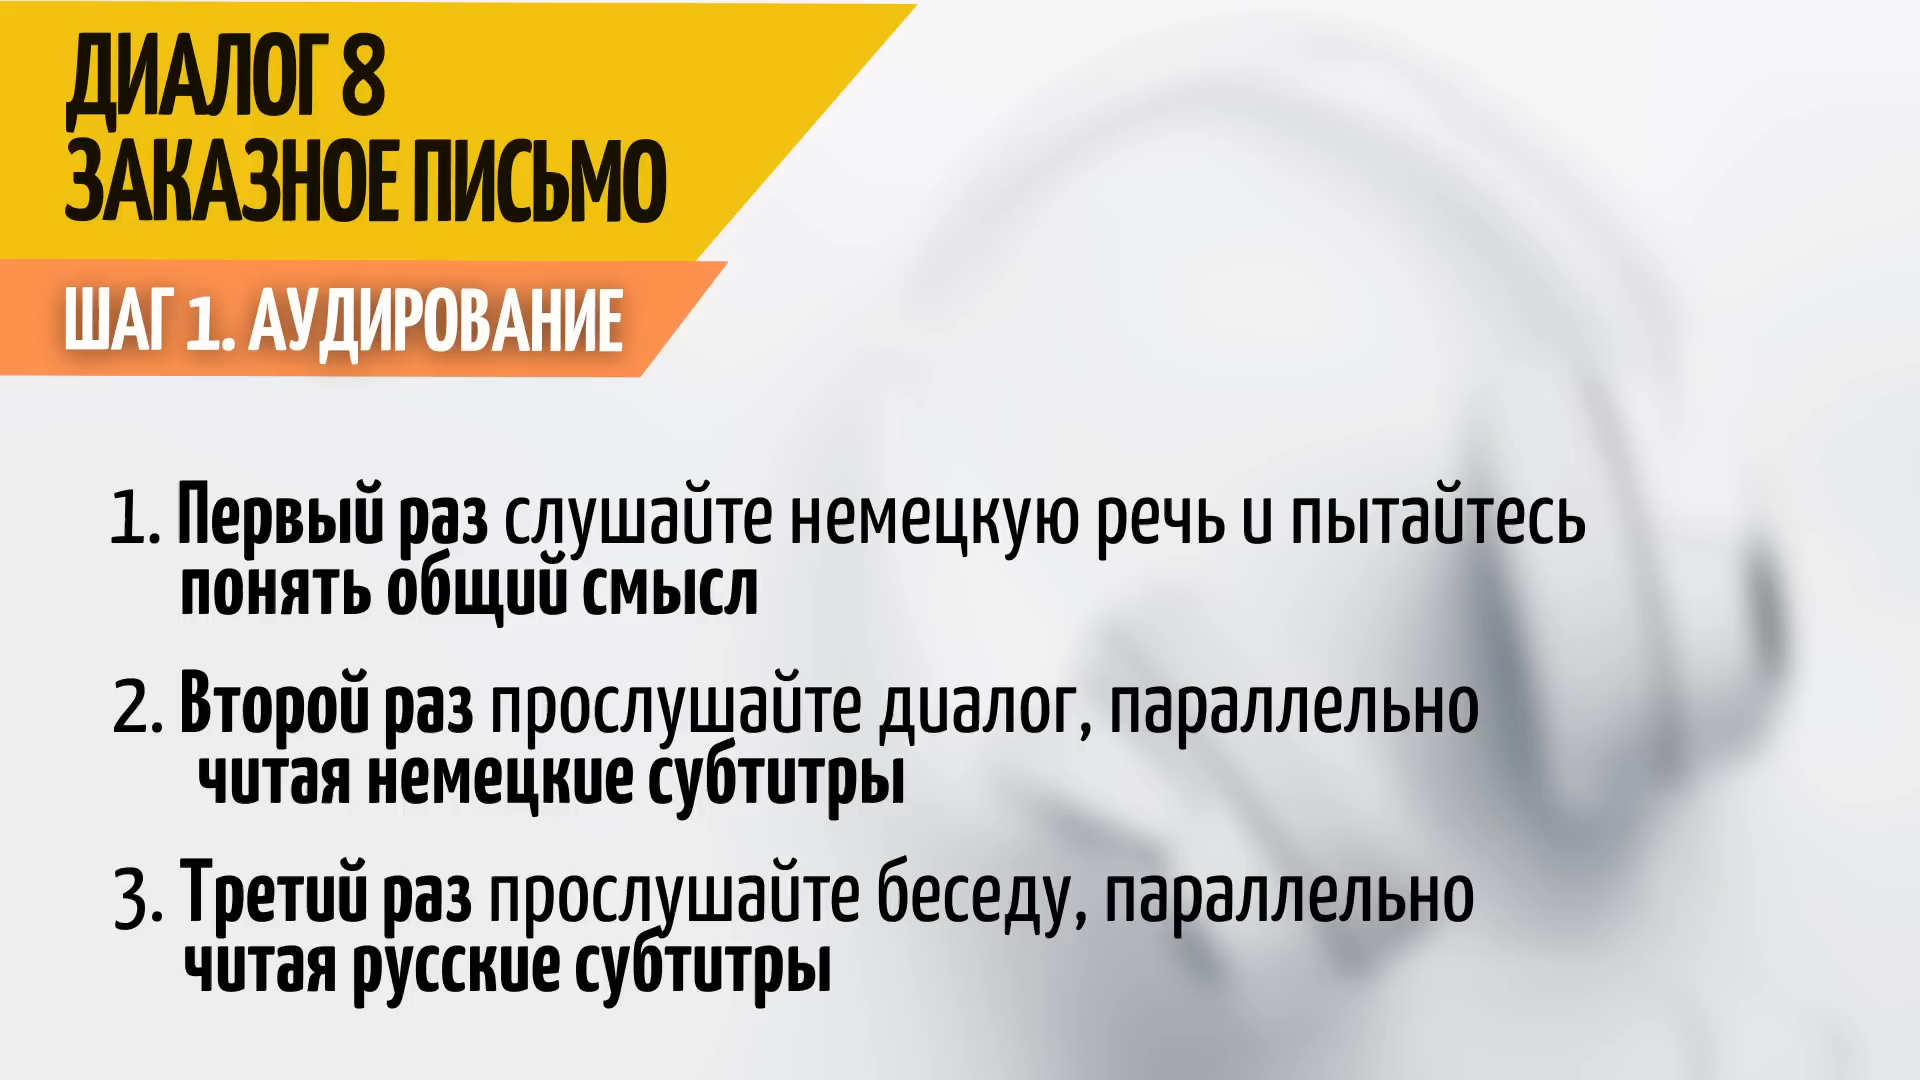 ДИАЛОГ 8
ЗАКАЗНОЕ ПИСЬМО
ШАГ 1. АУДИРОВАНИЕ
1. Первый раз слушайте немецкую речь и пытайтесь
понять общий смысл
2. Второй раз прослушайте диалог, параллельно
читая немецкие субтитры
3. Третий раз прослушайте беседу, параллельно
читая русские субтитры